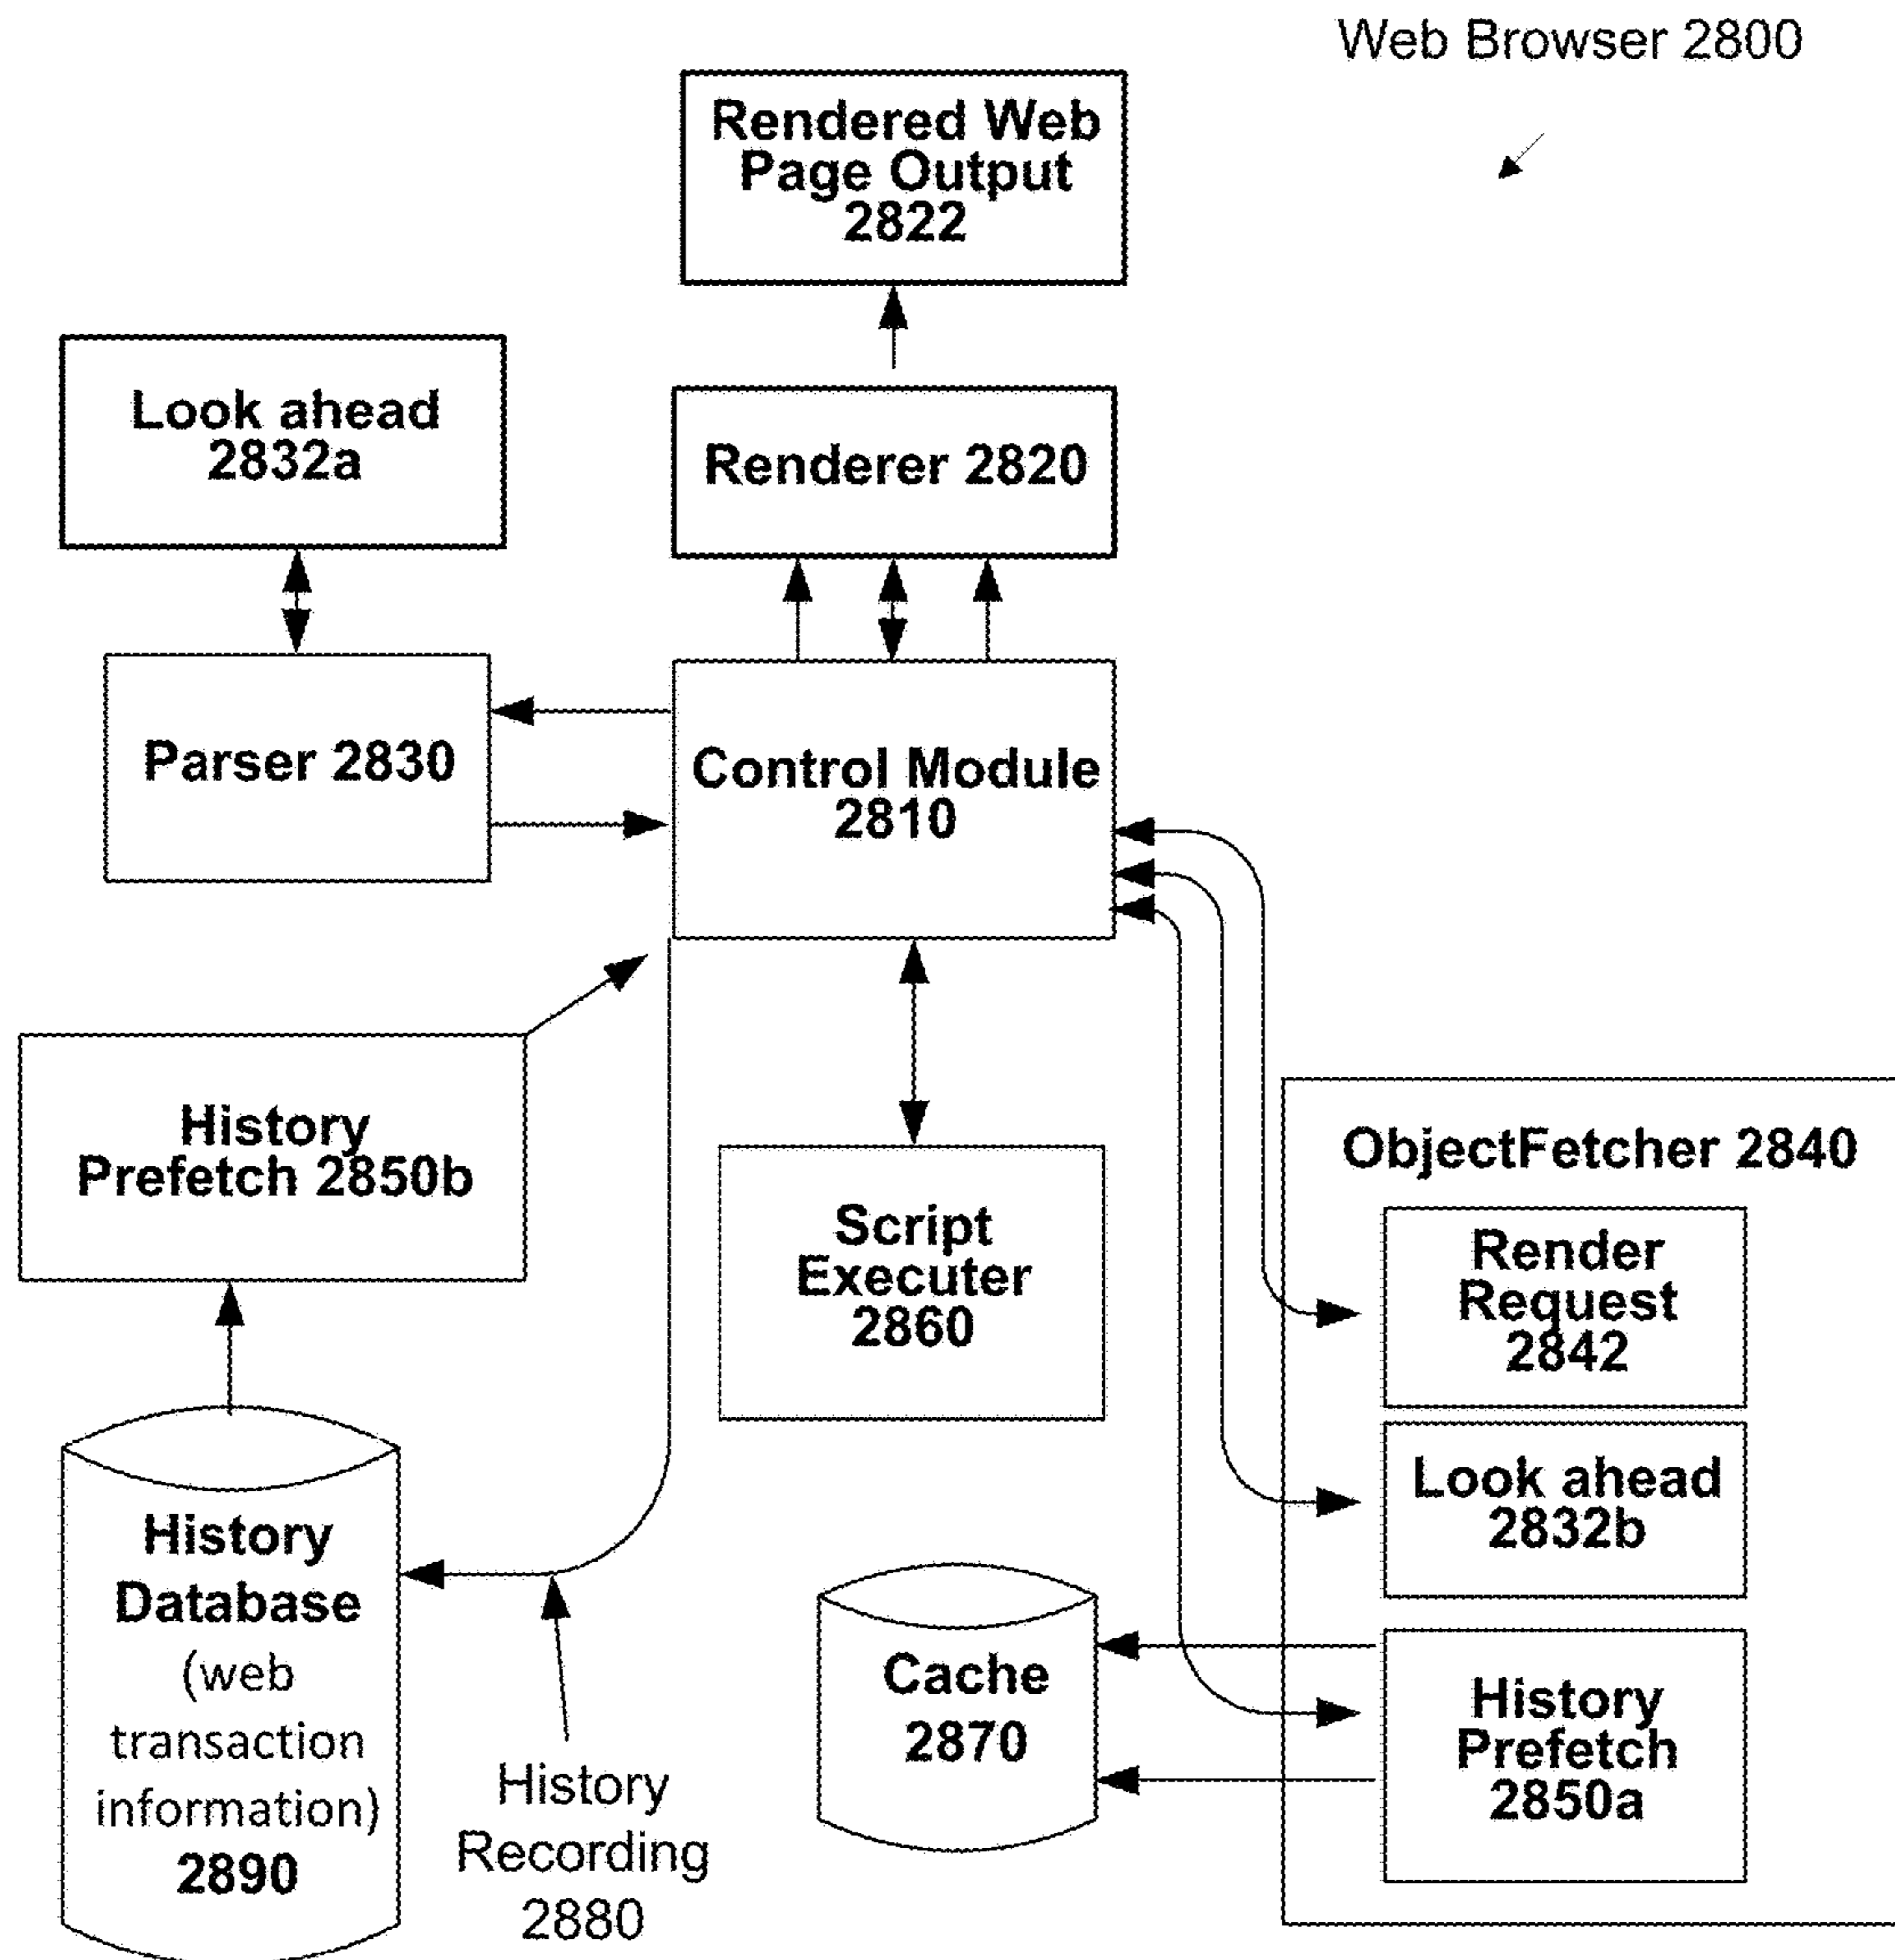 Web Browser 2800
Rendered Web
Page Output
2822
Look ahead
2832a
Renderer 2820
Parser 2830
Control Module
2810
History
Prefetch 2850b
Script
Executer
2860
ObjectFetcher 2840
Render
Request
2842
Look ahead
2832b
History
Prefetch
2850a
Cache
2870
History
Database
(web
transaction
information)
2890
History
Recording
2880